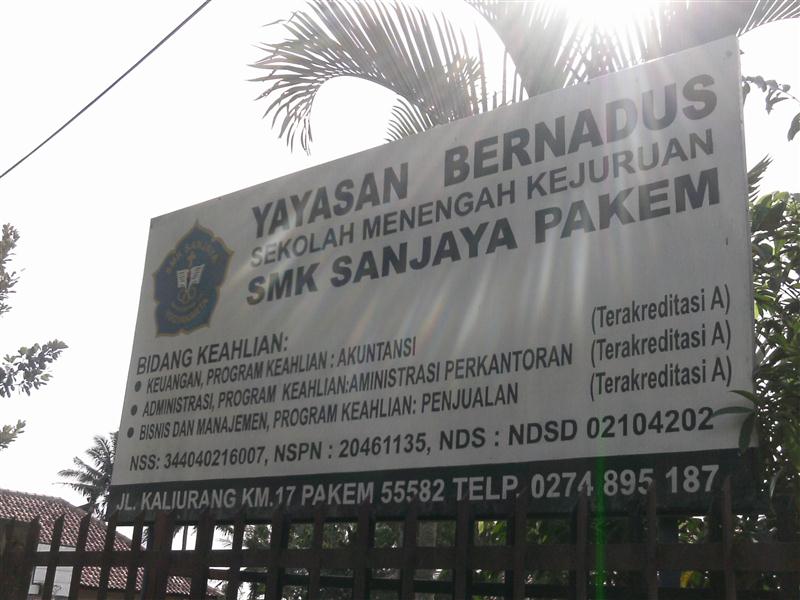 YAYASAN BERNADUS
SEKOLAH MENENGAH KEJURUAN
SMK SANJAYA PAKEM
SMK SANJAYA
BIDANG KEAHLIAN:
• KEUANGAN, PROGRAM KEAHLIAN : AKUNTANSI (Terakreditasi A)
• ADMINISTRASI, PROGRAM KEAHLIAN:AMINISTRASI PERKANTORAN (Terakreditasi A)
• BISNIS DAN MANAJEMEN, PROGRAM KEAHLIAN: PENJUALAN (Terakreditasi A)
NSS: 344040216007, NSPN : 20461135, NDS : NDSD 02104202
JL. KALIURANG KM.17 PAKEM 55582 TELP. 0274 895 187